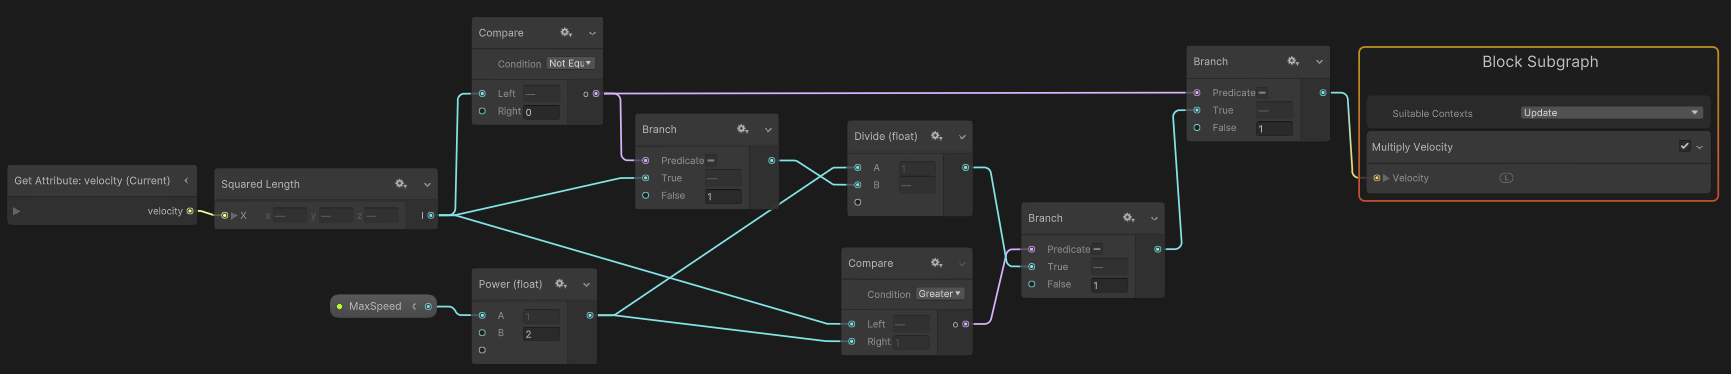 Compare
Condition Not Equ
Left
Right 0
o
Branch
Predicate
True
False 1
Get Attribute: velocity (Current)
velocity
Squared Length
X x y z l
MaxSpeed
Power (float)
A 1
B 2
Divide (float)
A 1
B
Compare
Condition Greater
Left
Right 1
o
Branch
Predicate
True
False 1
Branch
Predicate
True
False 1
Block Subgraph
Suitable Contexts Update
Multiply Velocity
Velocity L